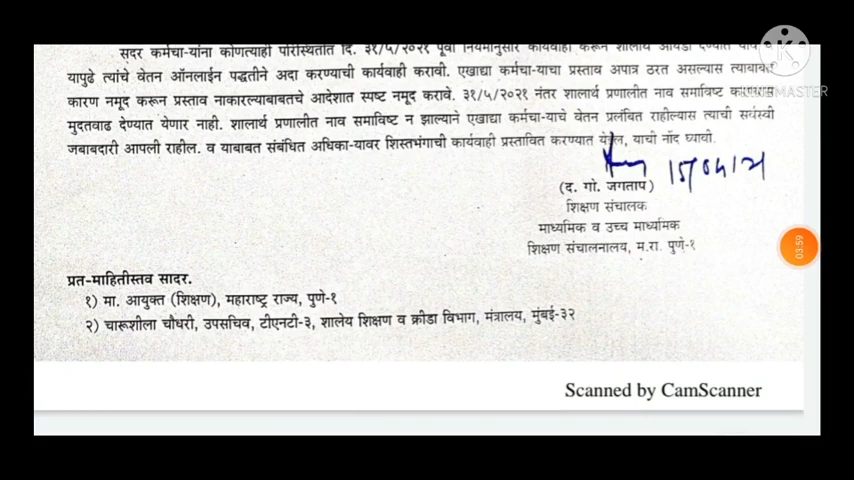 सदर कर्मचा-यांना कोणत्याही परिस्थितीत दि. ३१/५/२०२१ पूर्वी नियमानुसार कार्यवाही करून शालार्थ आयडी देण्यात
यापुढे त्यांचे वेतन ऑनलाईन पद्धतीने अदा करण्याची कार्यवाही करावी. एखाद्या कर्मचा-याचा प्रस्ताव अपात्र ठरत असल्यास त्याबाबत
कारण नमूद करून प्रस्ताव नाकारल्याबाबतचे आदेशात स्पष्ट नमूद करावे. ३१/५/२०२१ नंतर शालार्थ प्रणालीत नाव समाविष्ट
मुदतवाढ देण्यात येणार नाही. शालार्थ प्रणालीत नाव समाविष्ट न झाल्याने एखाद्या कर्मचा-याचे वेतन प्रलंबित राहील्यास त्याची सर्वस्वी
जबाबदारी आपली राहील. व याबाबत संबंधित अधिका-यावर शिस्तभंगाची कार्यवाही प्रस्तावित करण्यात येईल, याची नोंद घ्यावी.
(द. गो. जगताप)
शिक्षण संचालक
माध्यमिक व उच्च माध्यमिक
शिक्षण संचालनालय, म.रा. पुणे-१
03:59
प्रत-माहितीस्तव सादर.
१) मा. आयुक्त (शिक्षण), महाराष्ट्र राज्य, पुणे-१
२) चारूशीला चौधरी, उपसचिव, टीएनटी-३, शालेय शिक्षण व क्रीडा विभाग, मंत्रालय, मुंबई-३२
Scanned by CamScanner